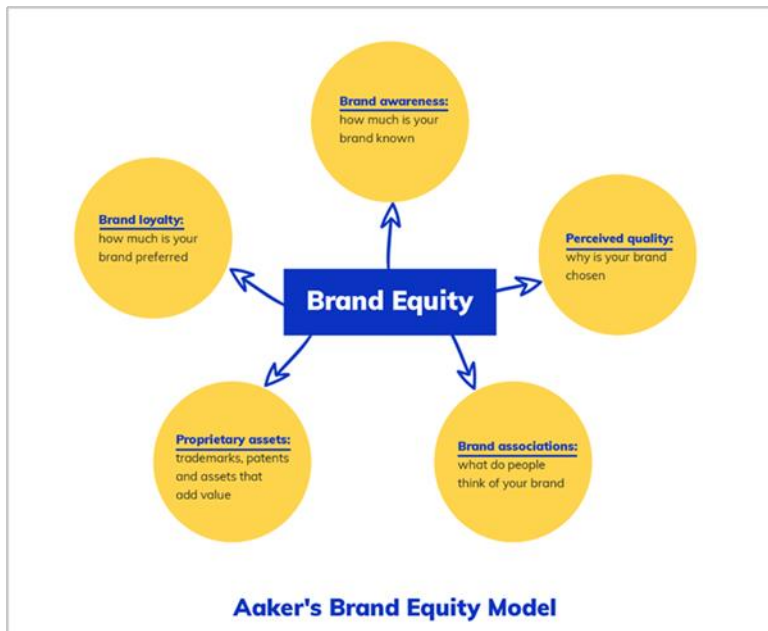 Brand awareness:
how much is your
brand known
Brand loyalty:
how much is your
brand preferred
Perceived quality:
why is your brand
chosen
Brand Equity
Proprietary assets:
trademarks, patents
and assets that
add value
Brand associations:
what do people
think of your brand
Aaker's Brand Equity Model